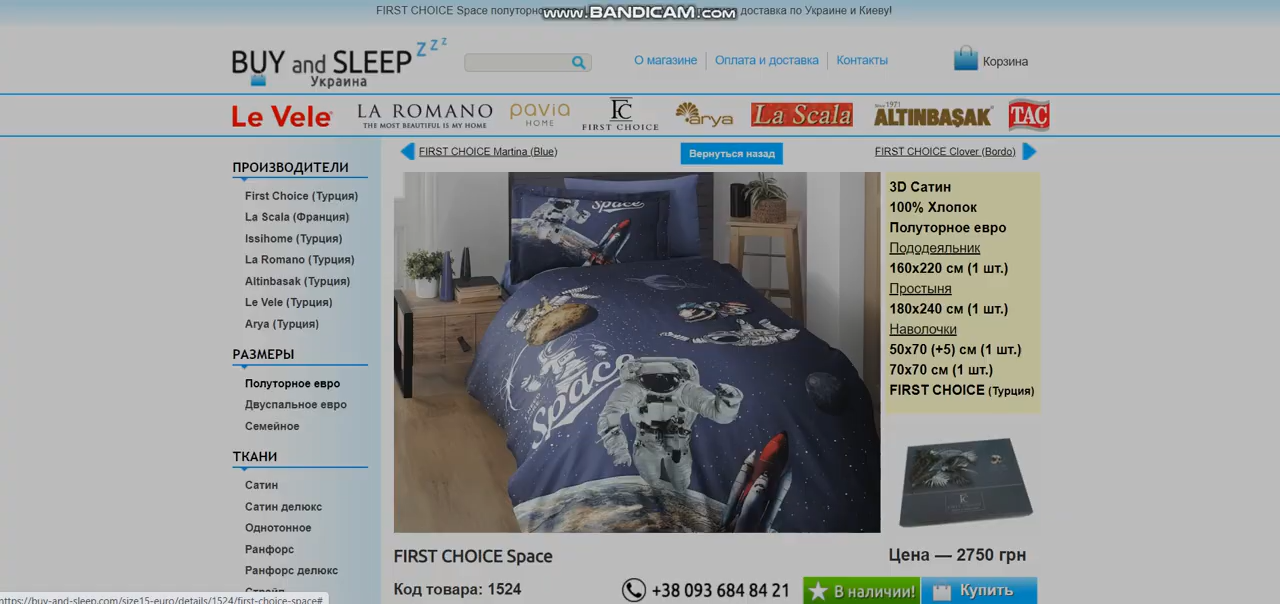 FIRST CHOICE Space полуторно
www.BANDICAM.com
доставка по Украине и Киеву!
BUY and SLEEP z z z
Украина
О магазине
Оплата и доставка
Контакты
Корзина
Le Vele
LA ROMANO
THE MOST BEAUTIFUL IS MY HOME
pavia
HOME
FC
FIRST CHOICE
arya
La Scala
Since 1971
ALTINBAŞAK
TAÇ
FIRST CHOICE Martina (Blue)
Вернуться назад
FIRST CHOICE Clover (Bordo)
ПРОИЗВОДИТЕЛИ
First Choice (Турция)
La Scala (Франция)
Issihome (Турция)
La Romano (Турция)
Altinbasak (Турция)
Le Vele (Турция)
Arya (Турция)
РАЗМЕРЫ
Полуторное евро
Двуспальное евро
Семейное
ТКАНИ
Сатин
Сатин делюкс
Однотонное
Ранфорс
Ранфорс делюкс
Space
Space
3D Сатин
100% Хлопок
Полуторное евро
Пододеяльник
160x220 см (1 шт.)
Простыня
180x240 см (1 шт.)
Наволочки
50x70 (+5) см (1 шт.)
70x70 см (1 шт.)
FIRST CHOICE (Турция)
FIRST CHOICE Space
Цена — 2750 грн
Код товара: 1524
+38 093 684 84 21
В наличии!
Купить
https://buy-and-sleep.com/size15-euro/details/1524/first-choice-space#